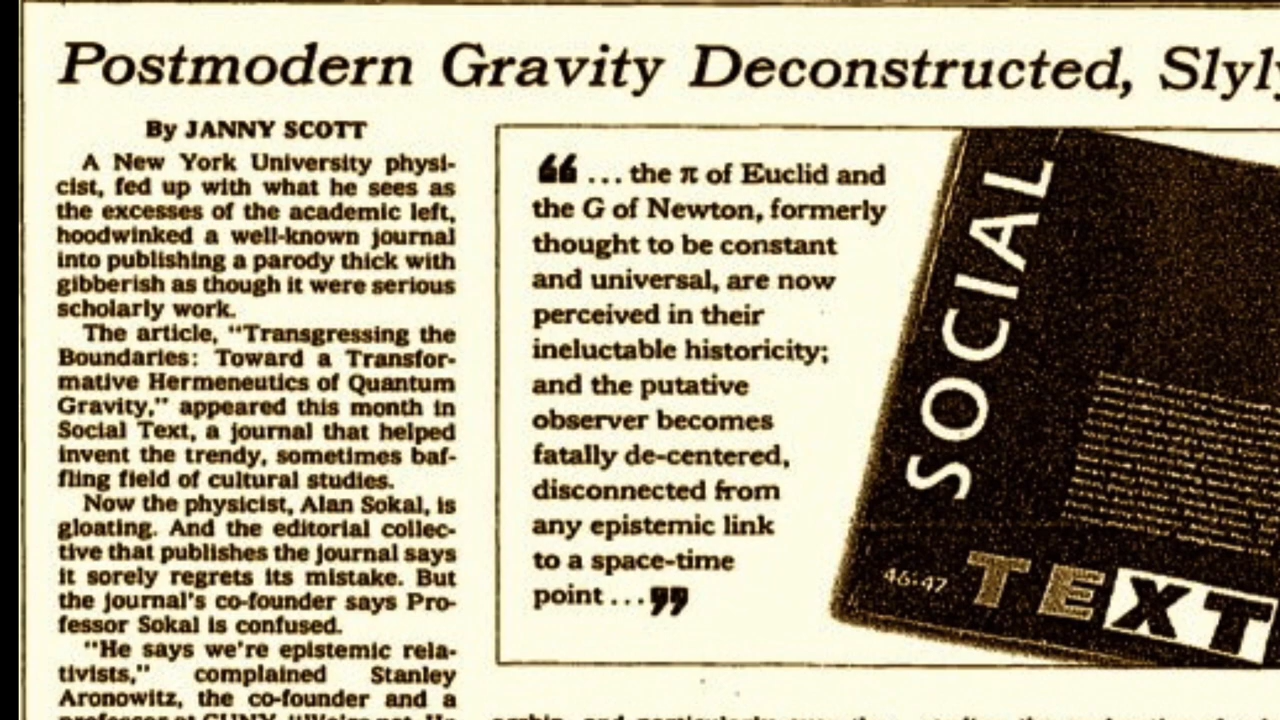 Postmodern Gravity Deconstructed, Slyly
By JANNY SCOTT
A New York University physi-
cist, fed up with what he sees as
the excesses of the academic left,
hoodwinked a well-known journal
into publishing a parody thick with
gibberish as though it were serious
scholarly work.
The article, "Transgressing the
Boundaries: Toward a Transfor-
mative Hermeneutics of Quantum
Gravity," appeared this month in
Social Text, a journal that helped
invent the trendy, sometimes baf-
fling field of cultural studies.
Now the physicist, Alan Sokal, is
gloating. And the editorial collec-
tive that publishes the journal says
it sorely regrets its mistake. But
the journal's co-founder says Pro-
fessor Sokal is confused.
"He says we're epistemic rela-
tivists," complained Stanley
Aronowitz, the co-founder and a
professor at CUNY. "We're not. He
“ ... the π of Euclid and
the G of Newton, formerly
thought to be constant
and universal, are now
perceived in their
ineluctable historicity;
and the putative
observer becomes
fatally de-centered,
disconnected from
any epistemic link
to a space-time
point ... ”
SOCIAL
TEXT
46-47